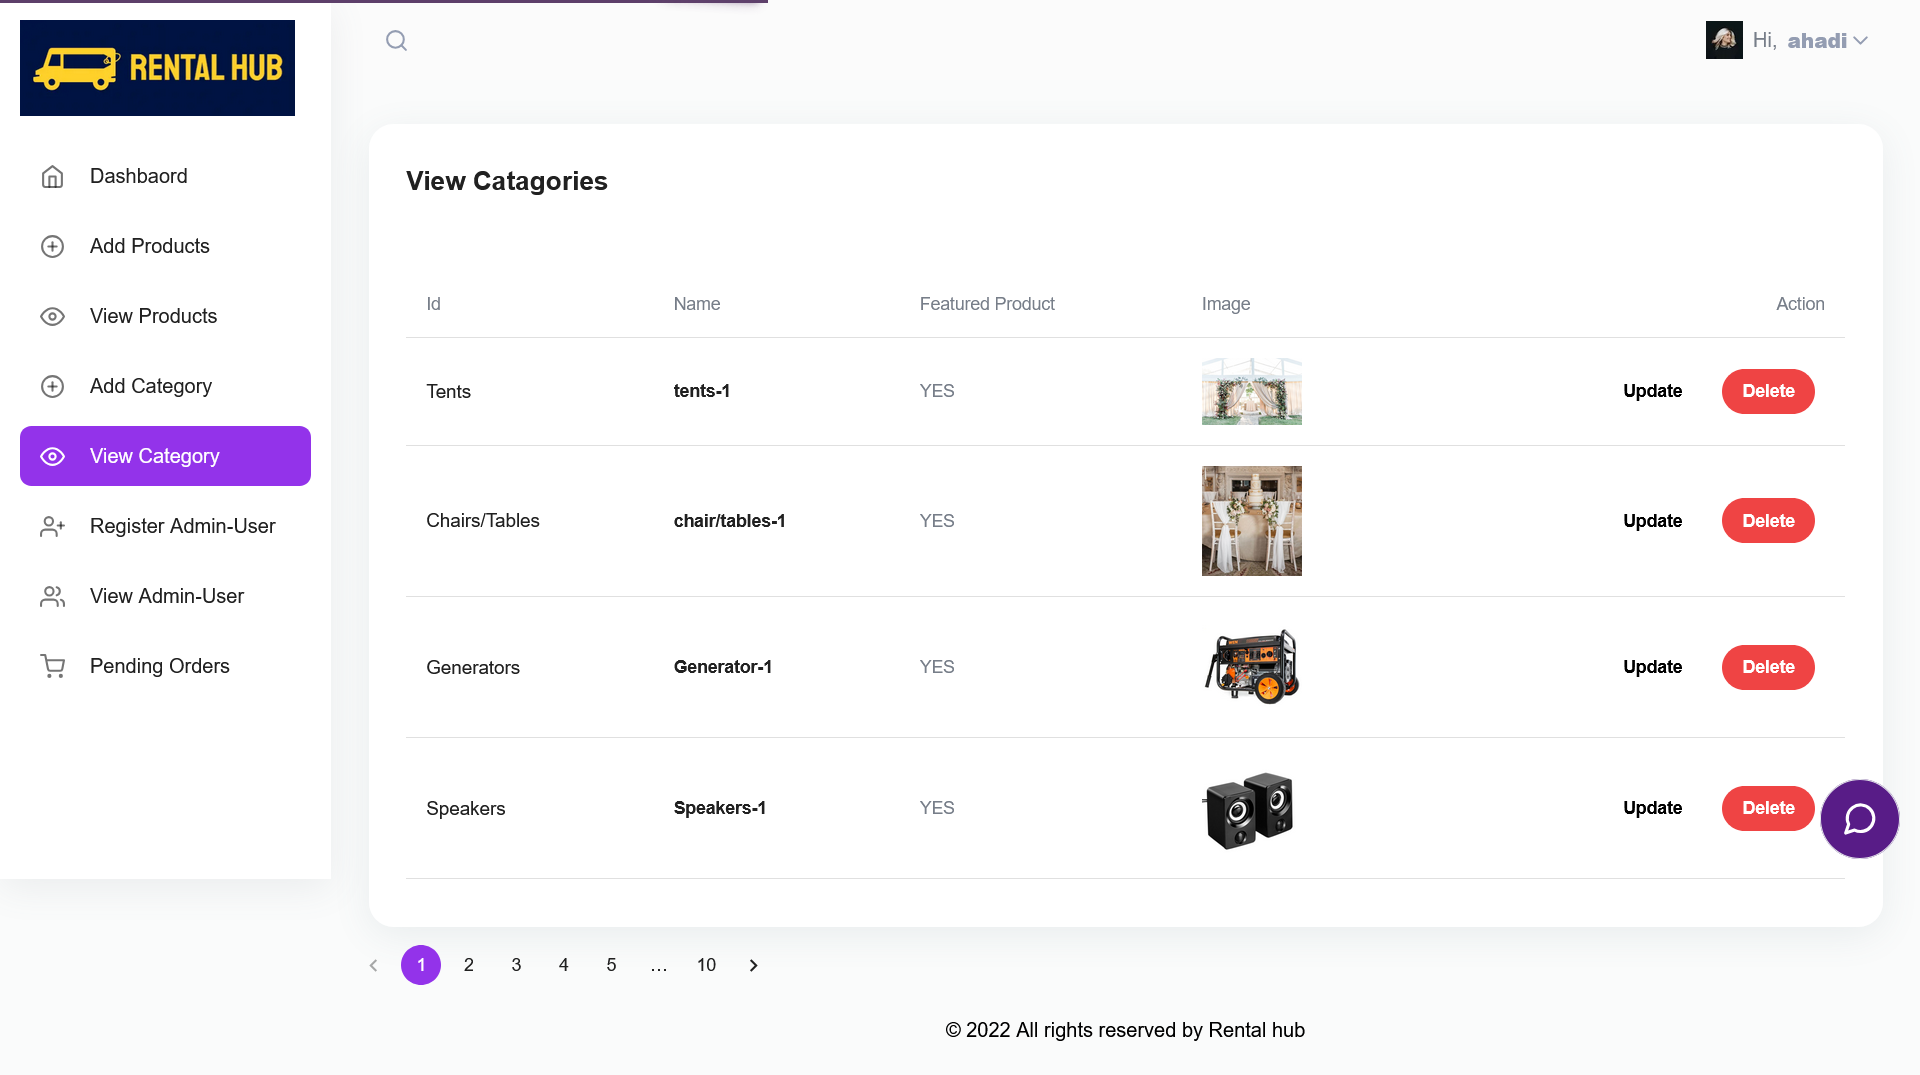 RENTAL HUB
Hi, ahadi
Dashbaord
Add Products
View Products
Add Category
View Category
Register Admin-User
View Admin-User
Pending Orders
View Catagories
Id Name Featured Product Image Action
Tents tents-1 YES Update Delete
Chairs/Tables chair/tables-1 YES Update Delete
Generators Generator-1 YES Update Delete
Speakers Speakers-1 YES Update Delete
1 2 3 4 5 … 10
© 2022 All rights reserved by Rental hub